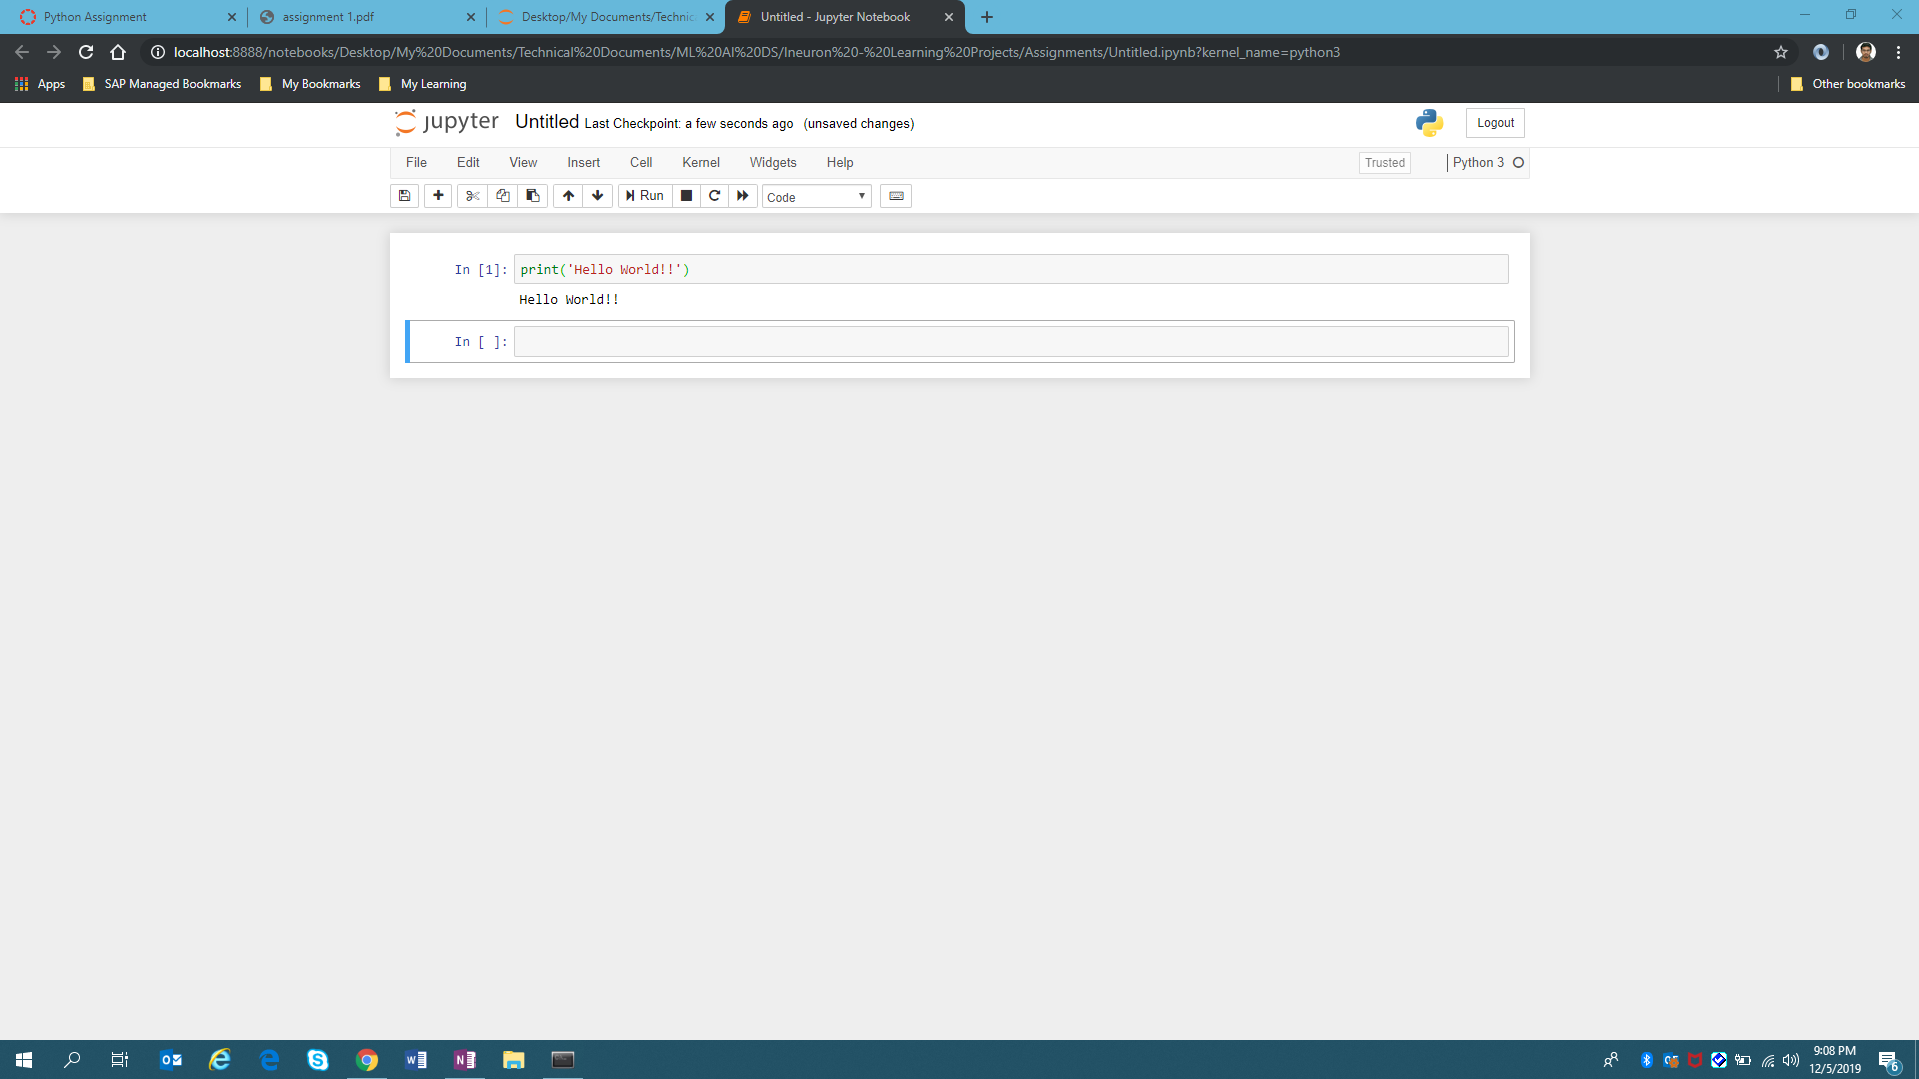 Python Assignment
assignment 1.pdf
Desktop/My Documents/Technic
Untitled - Jupyter Notebook
localhost:8888/notebooks/Desktop/My%20Documents/Technical%20Documents/ML%20AI%20DS/Ineuron%20-%20Learning%20Projects/Assignments/Untitled.ipynb?kernel_name=python3
Apps SAP Managed Bookmarks My Bookmarks My Learning Other bookmarks
jupyter Untitled Last Checkpoint: a few seconds ago (unsaved changes) Logout
File Edit View Insert Cell Kernel Widgets Help Trusted Python 3
Run Code
In [1]: print('Hello World!!')
Hello World!!
In [ ]:
9:08 PM
12/5/2019
6